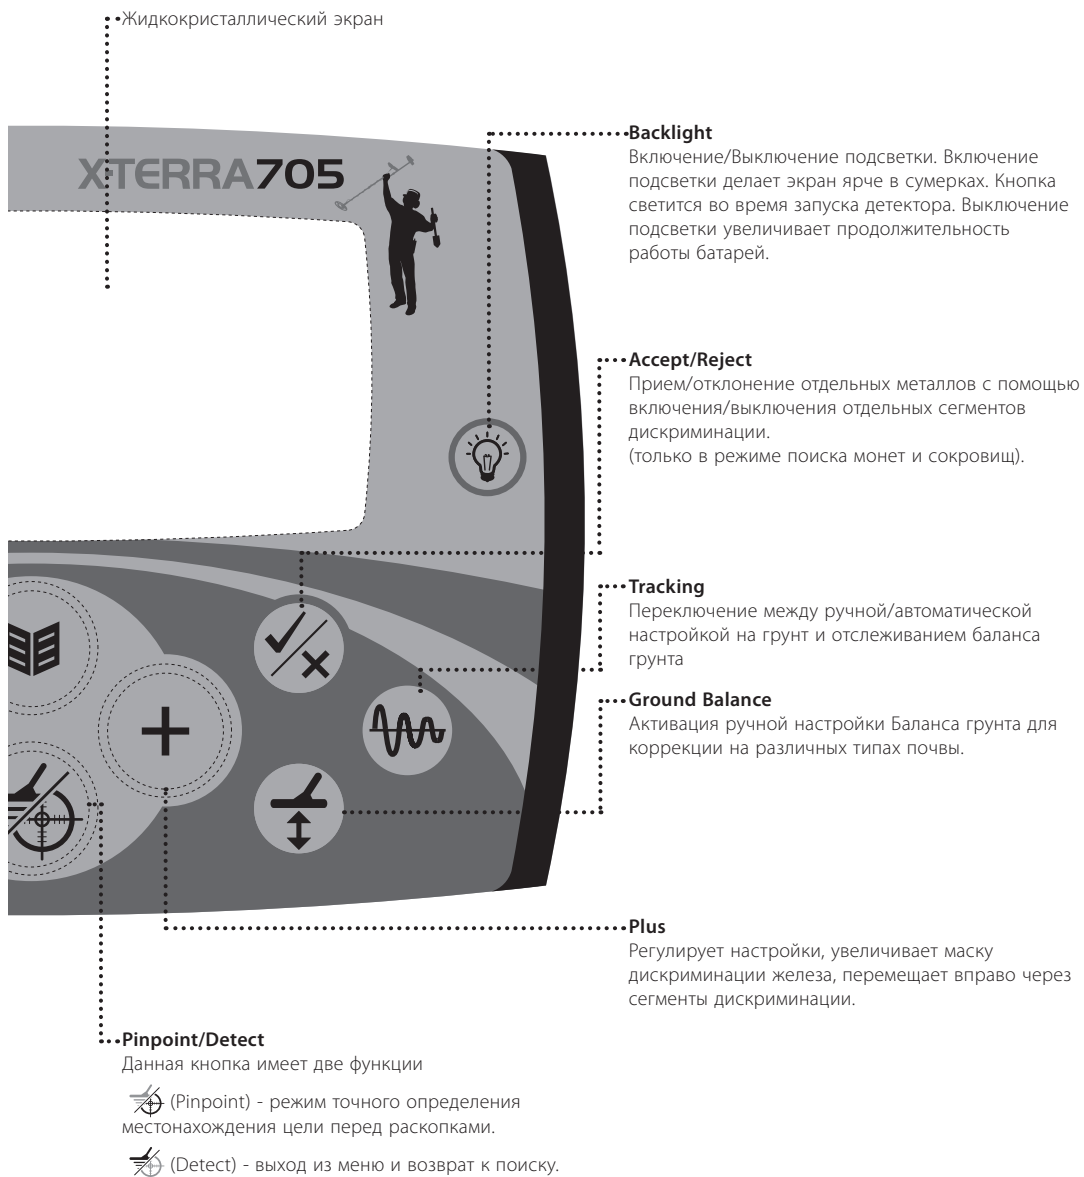 Жидкокристаллический экран
X-TERRA705
Backlight
Включение/Выключение подсветки. Включение
подсветки делает экран ярче в сумерках. Кнопка
светится во время запуска детектора. Выключение
подсветки увеличивает продолжительность
работы батарей.
Accept/Reject
Прием/отклонение отдельных металлов с помощью
включения/выключения отдельных сегментов
дискриминации.
(только в режиме поиска монет и сокровищ).
Tracking
Переключение между ручной/автоматической
настройкой на грунт и отслеживанием баланса
грунта
Ground Balance
Активация ручной настройки Баланса грунта для
коррекции на различных типах почвы.
Plus
Регулирует настройки, увеличивает маску
дискриминации железа, перемещает вправо через
сегменты дискриминации.
Pinpoint/Detect
Данная кнопка имеет две функции
(Pinpoint) - режим точного определения
местонахождения цели перед раскопками.
(Detect) - выход из меню и возврат к поиску.